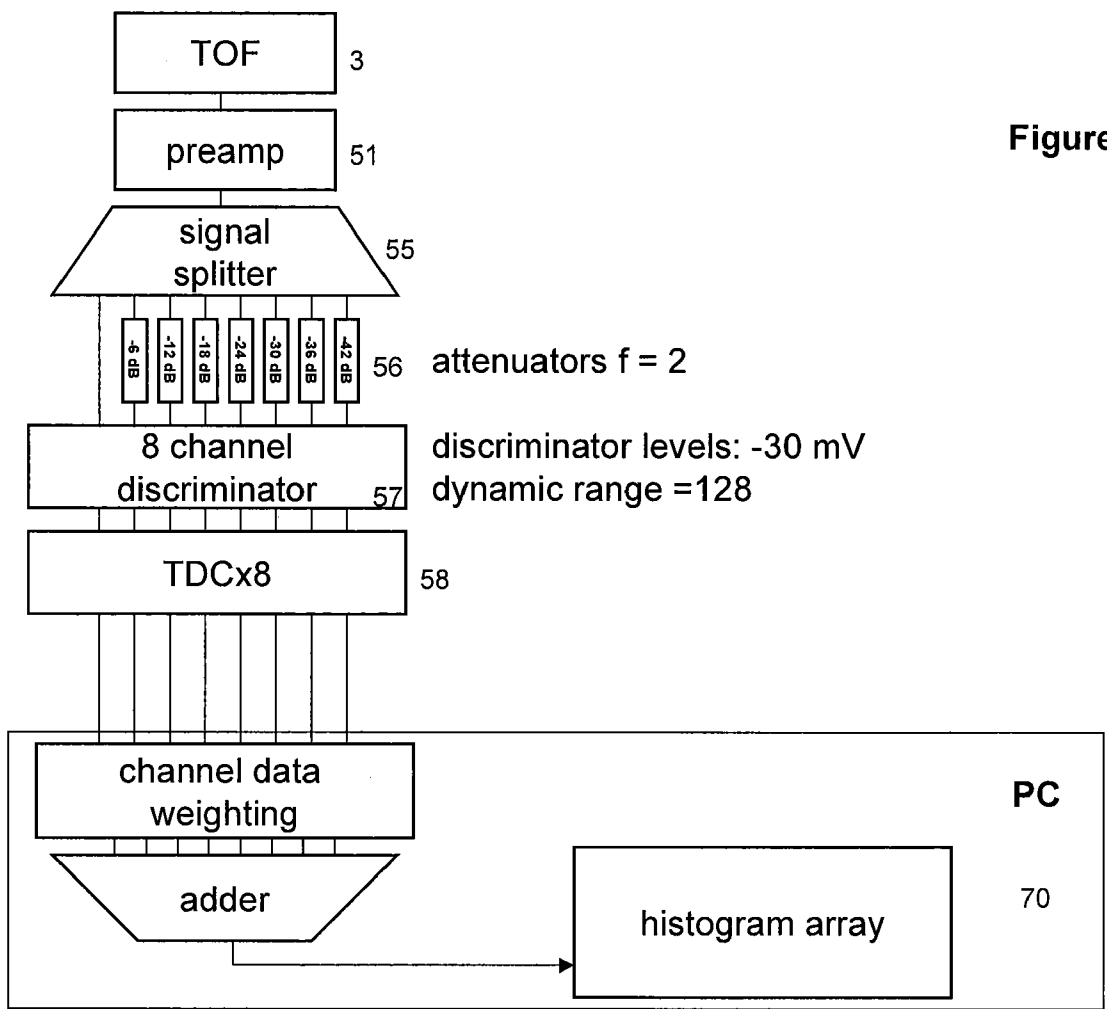 TOF
3
Figure
preamp
51
signal
splitter
55
-6 dB
-12 dB
-18 dB
-24 dB
-30 dB
-36 dB
-42 dB
56
attenuators f = 2
8 channel
discriminator
57
discriminator levels: -30 mV
dynamic range =128
TDCx8
58
channel data
weighting
PC
adder
histogram array
70